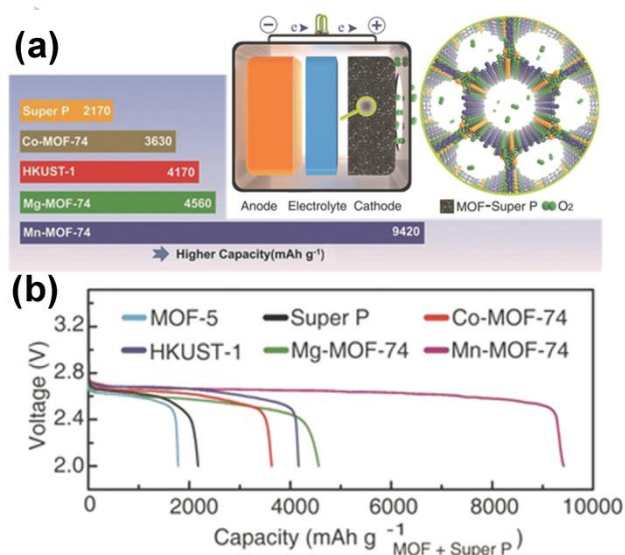 (a)
− e > e > +
Super P 2170
Co-MOF-74 3630
HKUST-1 4170
Mg-MOF-74 4560
Mn-MOF-74 9420
Higher Capacity(mAh g⁻¹)
Anode Electrolyte Cathode
MOF-Super P O₂
(b)
MOF-5 Super P Co-MOF-74
HKUST-1 Mg-MOF-74 Mn-MOF-74
Voltage (V)
3.2
2.8
2.4
2.0
0 2000 4000 6000 8000 10000
Capacity (mAh g⁻¹ MOF + Super P)